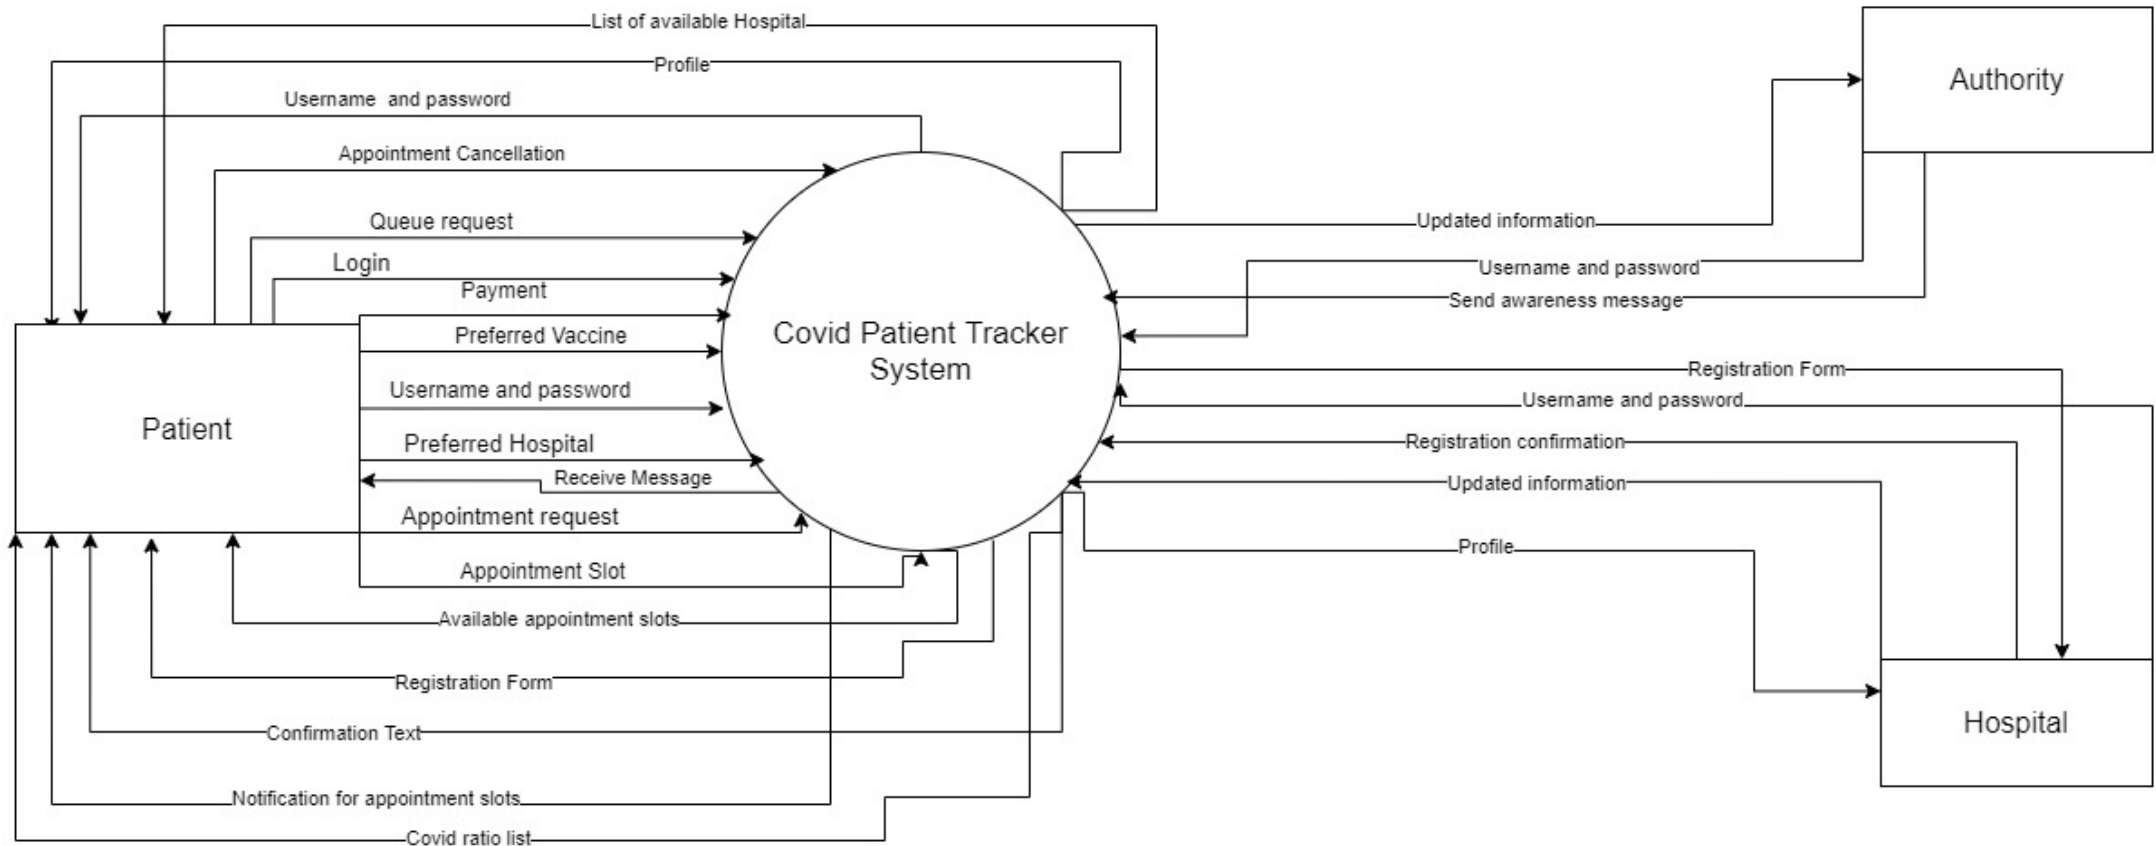 List of available Hospital
Profile
Authority
Username and password
Appointment Cancellation
Queue request
Updated information
Login
Username and password
Payment
Send awareness message
Covid Patient Tracker
System
Preferred Vaccine
Registration Form
Username and password
Username and password
Patient
Preferred Hospital
Registration confirmation
Receive Message
Updated information
Appointment request
Profile
Appointment Slot
Available appointment slots
Registration Form
Hospital
Confirmation Text
Notification for appointment slots
Covid ratio list